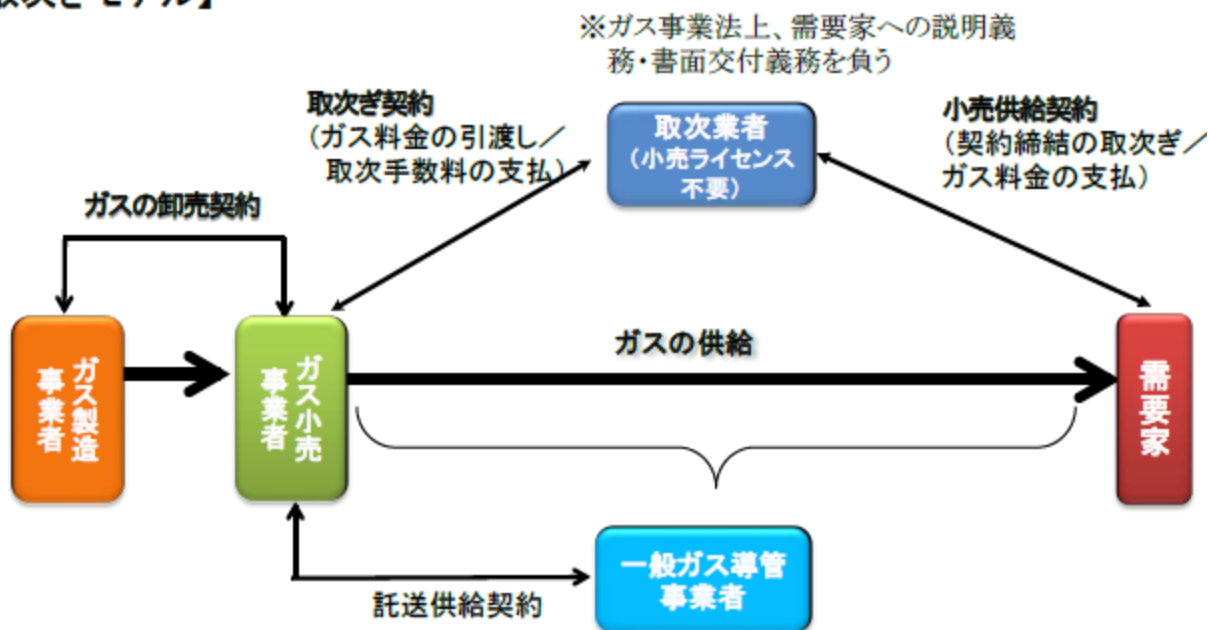 取次ぎモデル】
※ガス事業法上、需要家への説明義
務・書面交付義務を負う
取次ぎ契約
(ガス料金の引渡し/
取次手数料の支払)
取次業者
(小売ライセンス
不要)
小売供給契約
(契約締結の取次ぎ/
ガス料金の支払)
ガスの卸売契約
ガス製造
事業者
ガス小売
事業者
ガスの供給
需要家
一般ガス導管
事業者
託送供給契約